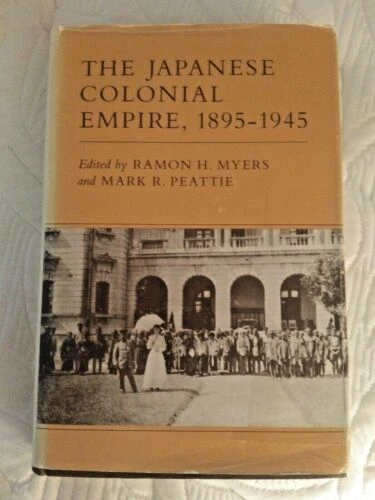 THE JAPANESE
COLONIAL
EMPIRE, 1895-1945
Edited by RAMON H. MYERS
and MARK R. PEATTIE